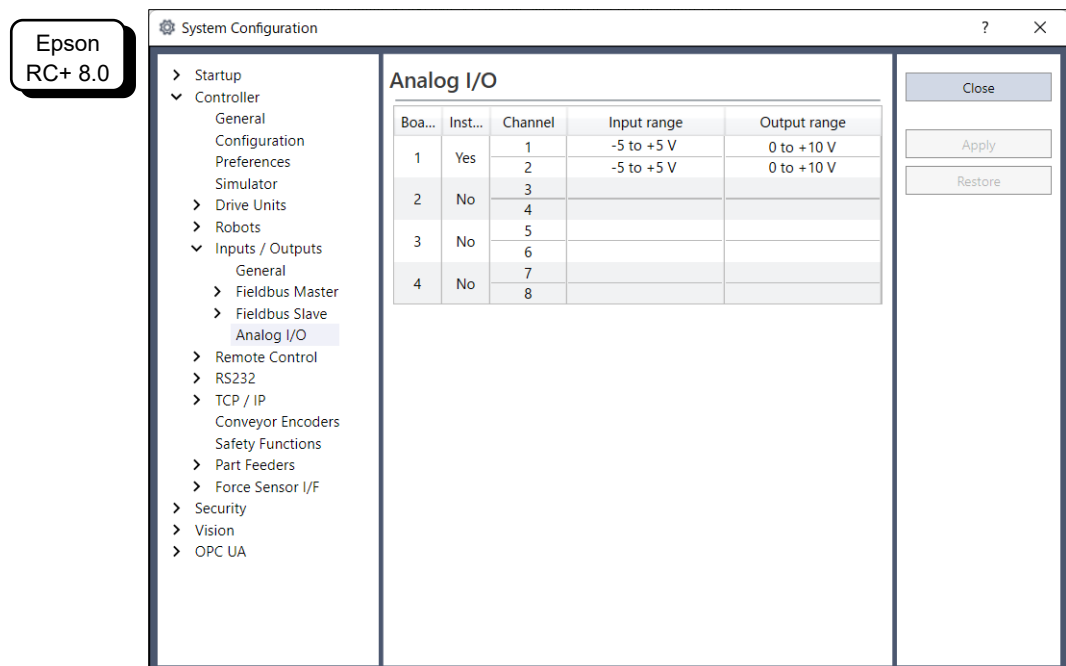 Epson
RC+ 8.0
System Configuration
?
Startup
Controller
General
Configuration
Preferences
Simulator
Drive Units
Robots
Inputs / Outputs
General
Fieldbus Master
Fieldbus Slave
Analog I/O
Remote Control
RS232
TCP / IP
Conveyor Encoders
Safety Functions
Part Feeders
Force Sensor I/F
Security
Vision
OPC UA
Analog I/O
Boa... Inst... Channel Input range Output range
1 Yes 1 -5 to +5 V 0 to +10 V
2 -5 to +5 V 0 to +10 V
2 No 3
4
3 No 5
6
4 No 7
8
Close
Apply
Restore